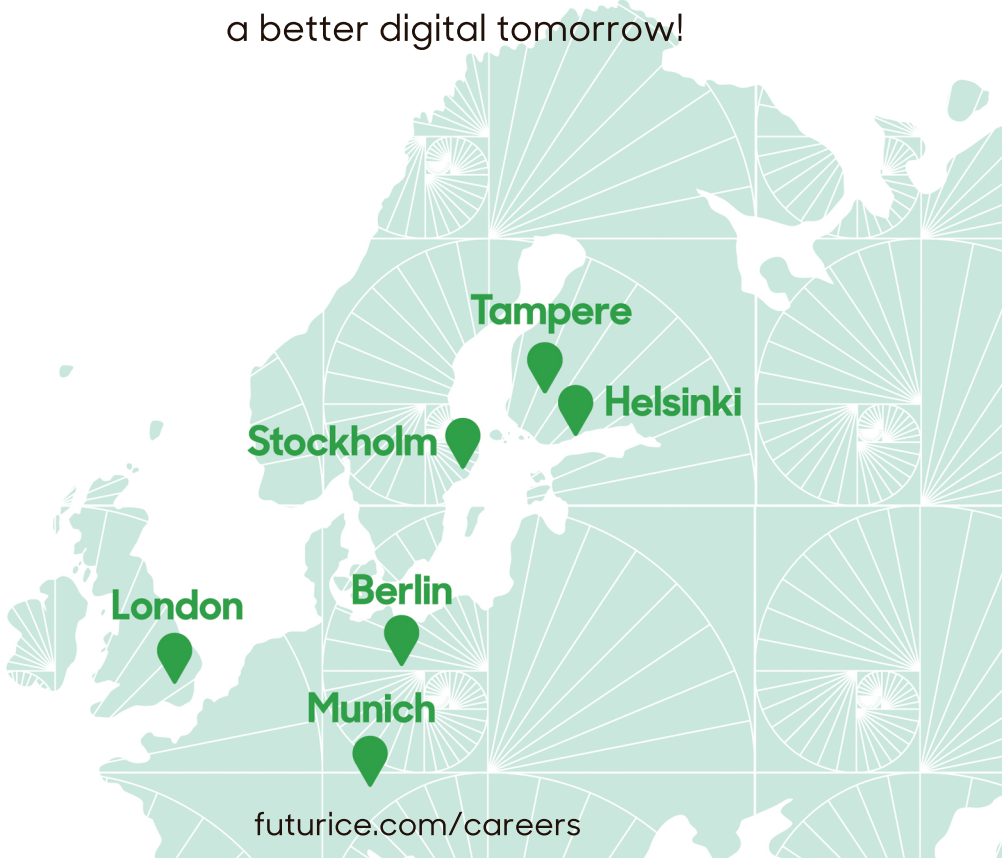 a better digital tomorrow!
Tampere
Helsinki
Stockholm
Berlin
London
Munich
futurice.com/careers